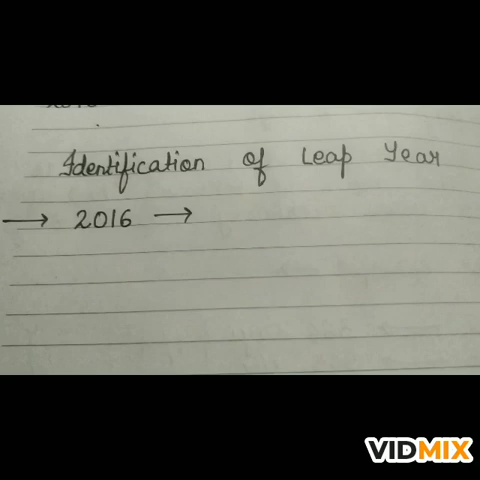 Identification of Leap Year
→ 2016 →
VIDMIX